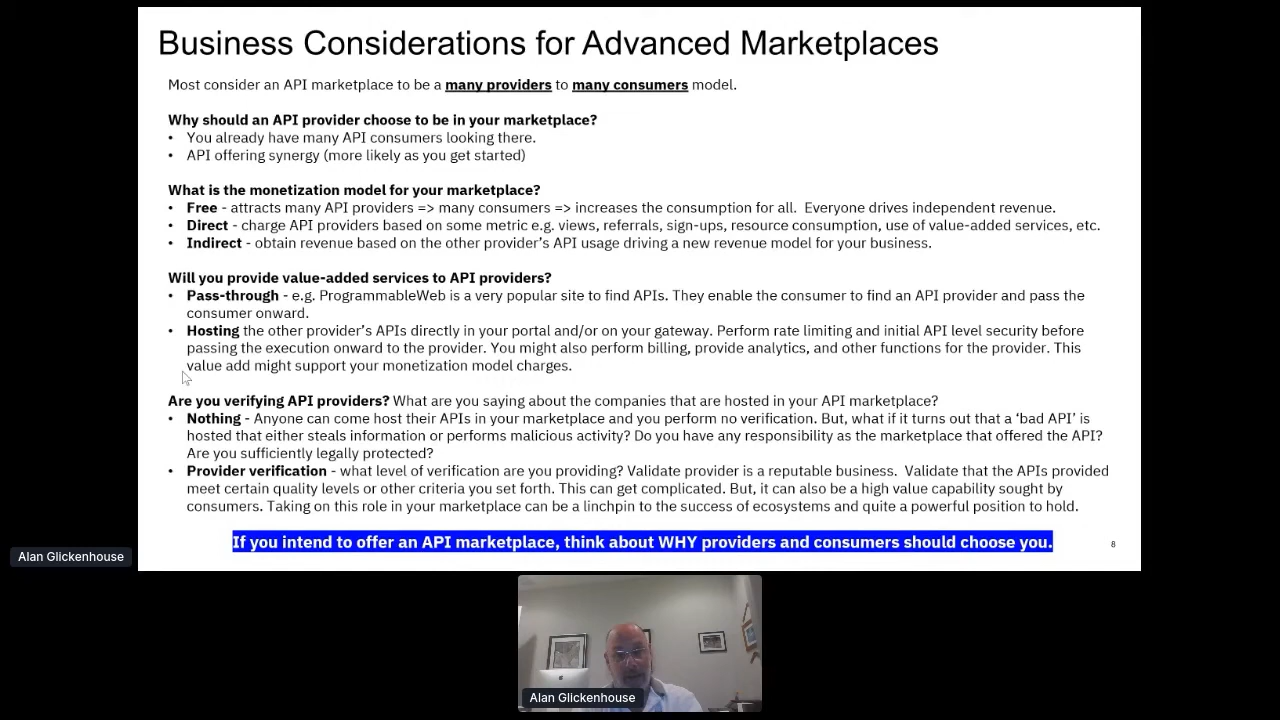 Business Considerations for Advanced Marketplaces
Most consider an API marketplace to be a many providers to many consumers model.
Why should an API provider choose to be in your marketplace?
• You already have many API consumers looking there.
• API offering synergy (more likely as you get started)
What is the monetization model for your marketplace?
• Free - attracts many API providers => many consumers => increases the consumption for all.  Everyone drives independent revenue.
• Direct - charge API providers based on some metric e.g. views, referrals, sign-ups, resource consumption, use of value-added services, etc.
• Indirect - obtain revenue based on the other provider's API usage driving a new revenue model for your business.
Will you provide value-added services to API providers?
• Pass-through - e.g. ProgrammableWeb is a very popular site to find APIs. They enable the consumer to find an API provider and pass the
consumer onward.
• Hosting the other provider's APIs directly in your portal and/or on your gateway. Perform rate limiting and initial API level security before
passing the execution onward to the provider. You might also perform billing, provide analytics, and other functions for the provider. This
value add might support your monetization model charges.
Are you verifying API providers? What are you saying about the companies that are hosted in your API marketplace?
• Nothing - Anyone can come host their APIs in your marketplace and you perform no verification. But, what if it turns out that a 'bad API' is
hosted that either steals information or performs malicious activity? Do you have any responsibility as the marketplace that offered the API?
Are you sufficiently legally protected?
• Provider verification - what level of verification are you providing? Validate provider is a reputable business.  Validate that the APIs provided
meet certain quality levels or other criteria you set forth. This can get complicated. But, it can also be a high value capability sought by
consumers. Taking on this role in your marketplace can be a linchpin to the success of ecosystems and quite a powerful position to hold.
If you intend to offer an API marketplace, think about WHY providers and consumers should choose you.
8
Alan Glickenhouse
Alan Glickenhouse